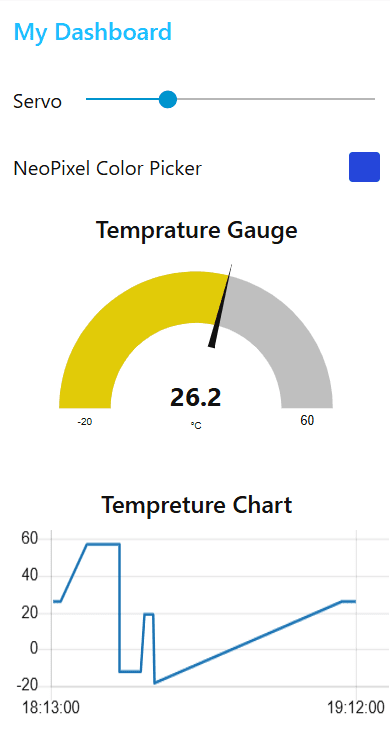 My Dashboard
Servo
NeoPixel Color Picker
Temprature Gauge
26.2
-20 °C 60
Tempreture Chart
60
40
20
0
-20
18:13:00 19:12:00